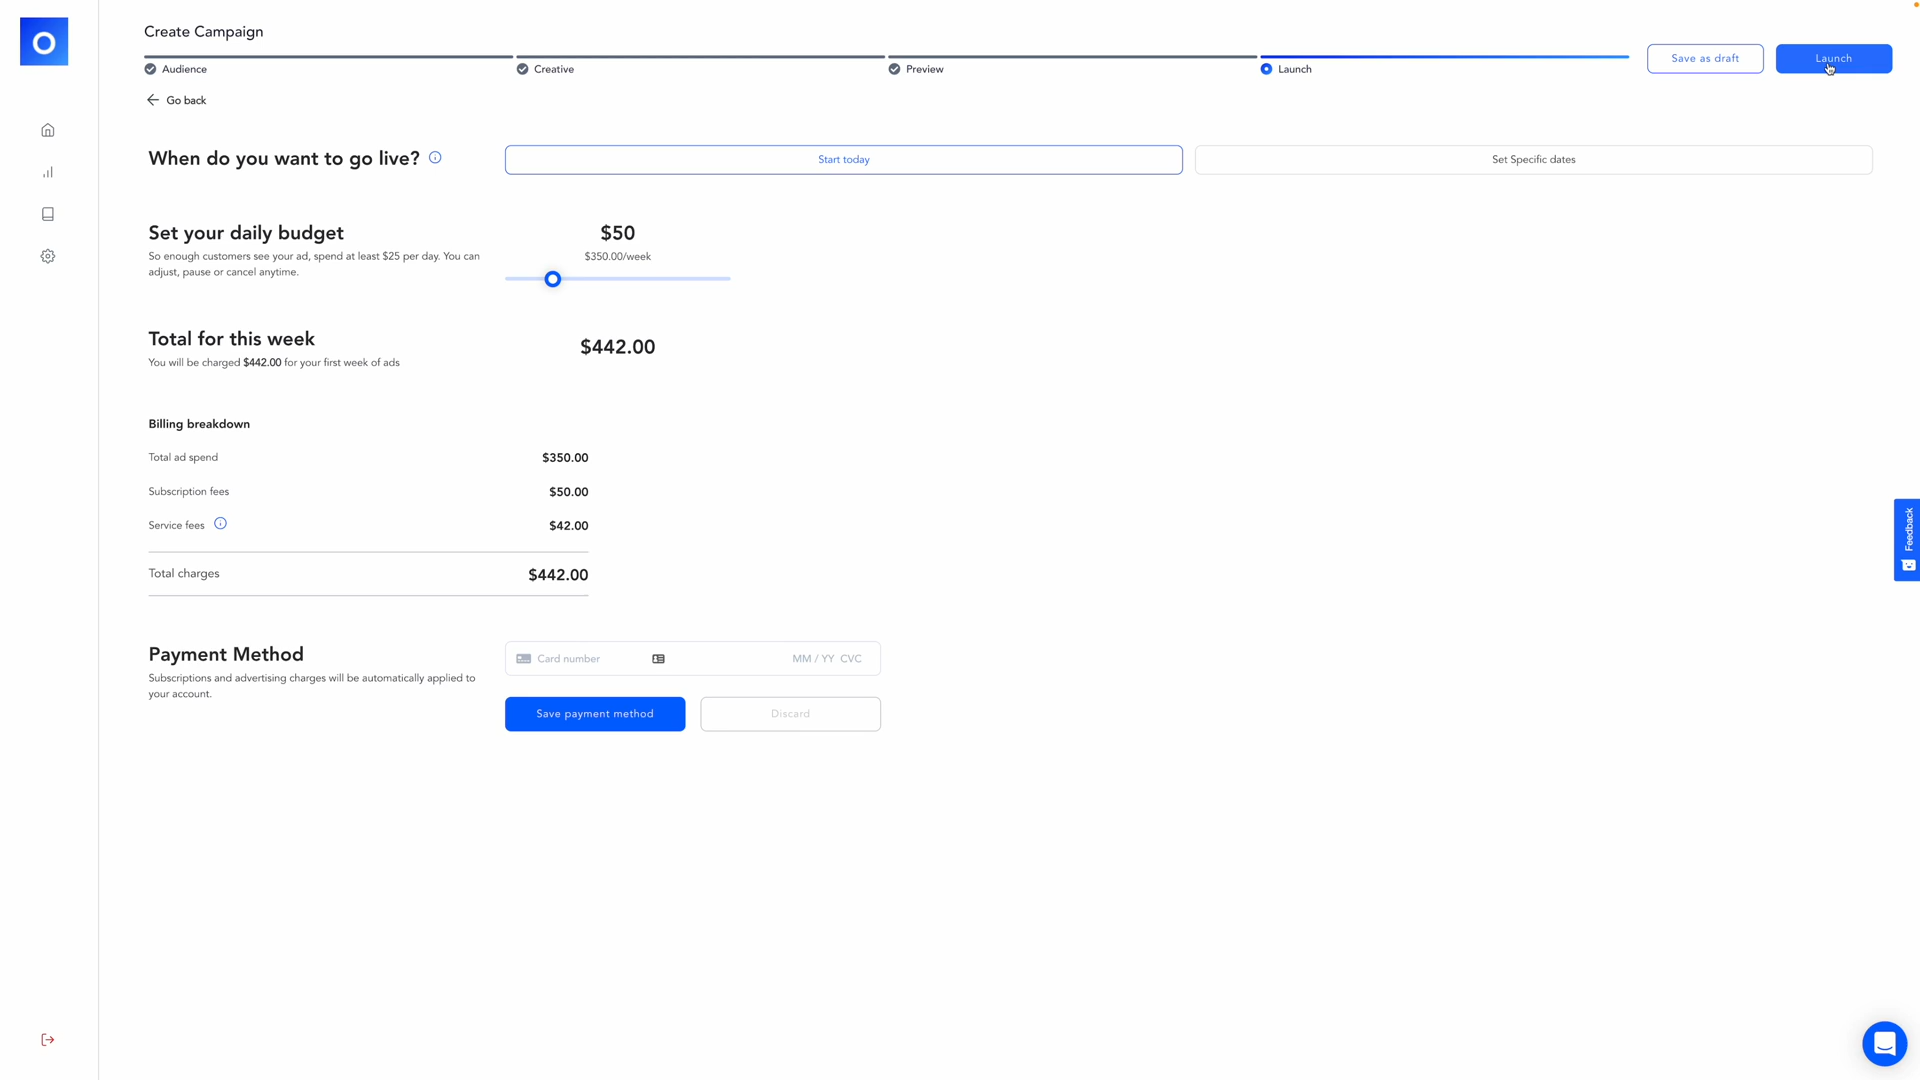 Create Campaign
Audience
Creative
Preview
Launch
Save as draft
Launch
Go back
When do you want to go live?
Start today
Set Specific dates
Set your daily budget
So enough customers see your ad, spend at least $25 per day. You can
adjust, pause or cancel anytime.
$50
$350.00/week
Total for this week
You will be charged $442.00 for your first week of ads
$442.00
Billing breakdown
Total ad spend
$350.00
Subscription fees
$50.00
Service fees
$42.00
Total charges
$442.00
Feedback
Payment Method
Subscriptions and advertising charges will be automatically applied to
your account.
Card number
MM / YY CVC
Save payment method
Discard